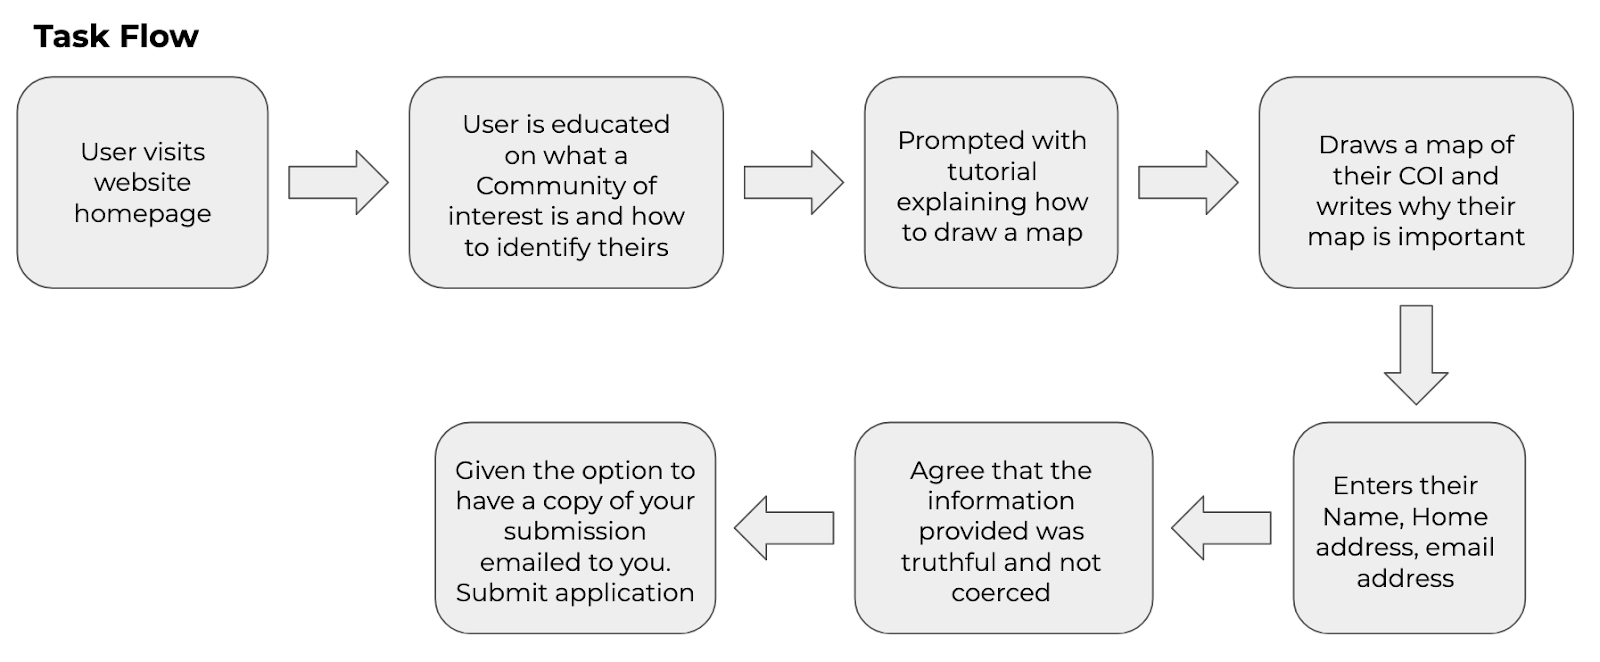 Task Flow
User visits
website
homepage
User is educated
on what a
Community of
interest is and how
to identify theirs
Prompted with
tutorial
explaining how
to draw a map
Draws a map of
their COI and
writes why their
map is important
Enters their
Name, Home
address, email
address
Agree that the
information
provided was
truthful and not
coerced
Given the option to
have a copy of your
submission
emailed to you.
Submit application